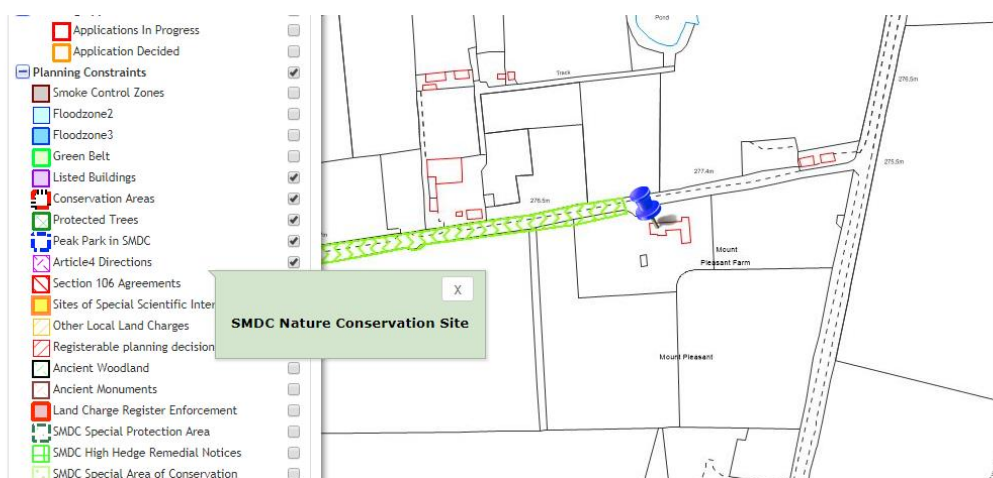 Applications In Progress
Application Decided
Planning Constraints
Smoke Control Zones
Floodzone2
Floodzone3
Green Belt
Listed Buildings
Conservation Areas
Protected Trees
Peak Park in SMDC
Article4 Directions
Section 106 Agreements
Sites of Special Scientific Inter
Other Local Land Charges
Registerable planning decision
Ancient Woodland
Ancient Monuments
Land Charge Register Enforcement
SMDC Special Protection Area
SMDC High Hedge Remedial Notices
SMDC Special Area of Conservation
X
SMDC Nature Conservation Site
Pond
Track
276.5m
277.4m
275.5m
276.5m
Mount
Pleasant Farm
Mount Pleasant